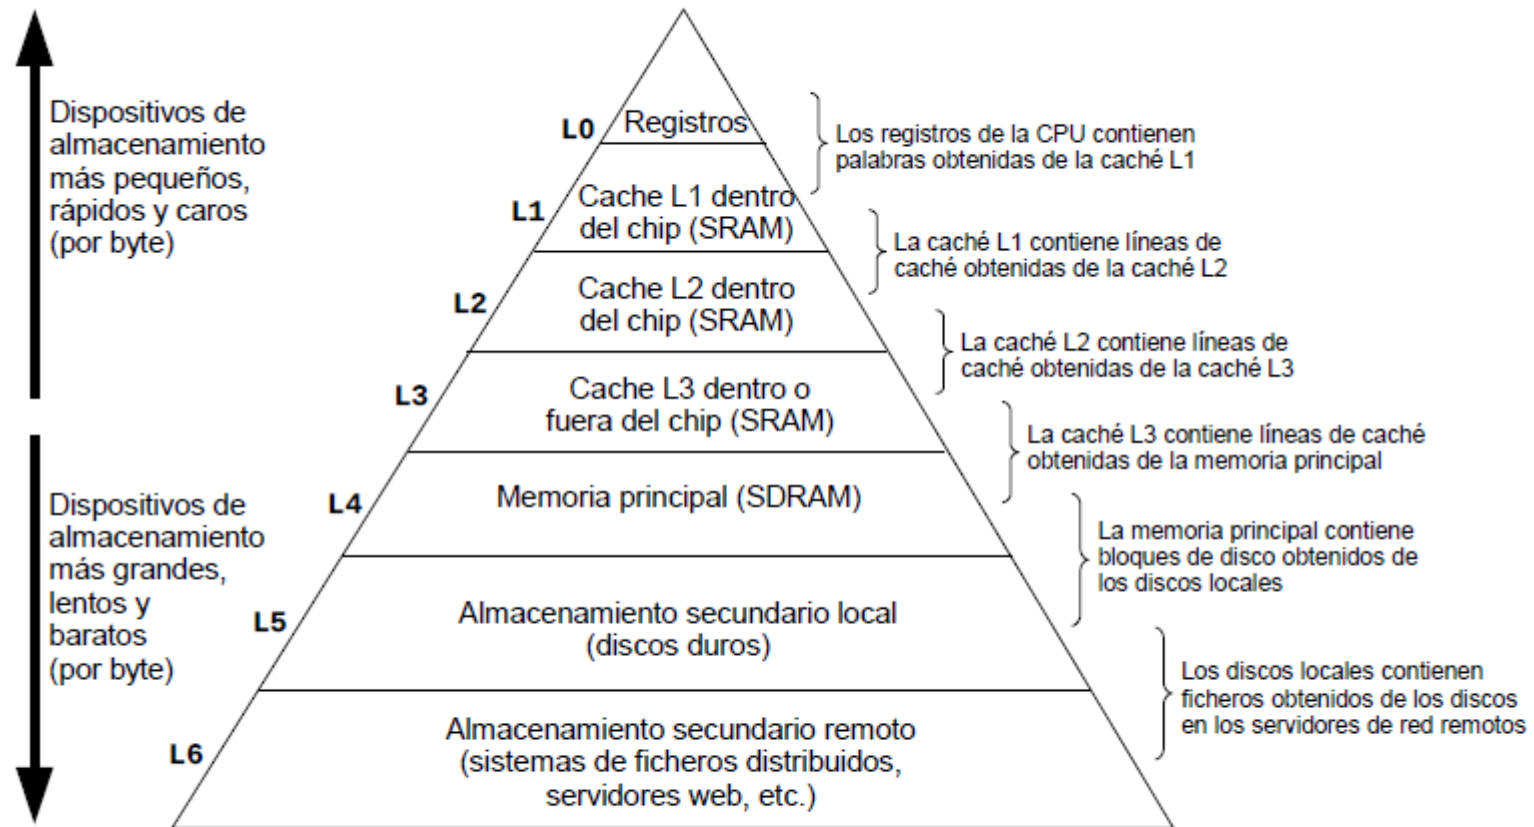 Dispositivos de
almacenamiento
más pequeños,
rápidos y caros
(por byte)
Dispositivos de
almacenamiento
más grandes,
lentos y
baratos
(por byte)
L0
Registros
Los registros de la CPU contienen
palabras obtenidas de la caché L1
L1
Cache L1 dentro
del chip (SRAM)
La caché L1 contiene líneas de
caché obtenidas de la caché L2
L2
Cache L2 dentro
del chip (SRAM)
La caché L2 contiene líneas de
caché obtenidas de la caché L3
L3
Cache L3 dentro o
fuera del chip (SRAM)
La caché L3 contiene líneas de caché
obtenidas de la memoria principal
L4
Memoria principal (SDRAM)
La memoria principal contiene
bloques de disco obtenidos de
los discos locales
L5
Almacenamiento secundario local
(discos duros)
Los discos locales contienen
ficheros obtenidos de los discos
en los servidores de red remotos
L6
Almacenamiento secundario remoto
(sistemas de ficheros distribuidos,
servidores web, etc.)